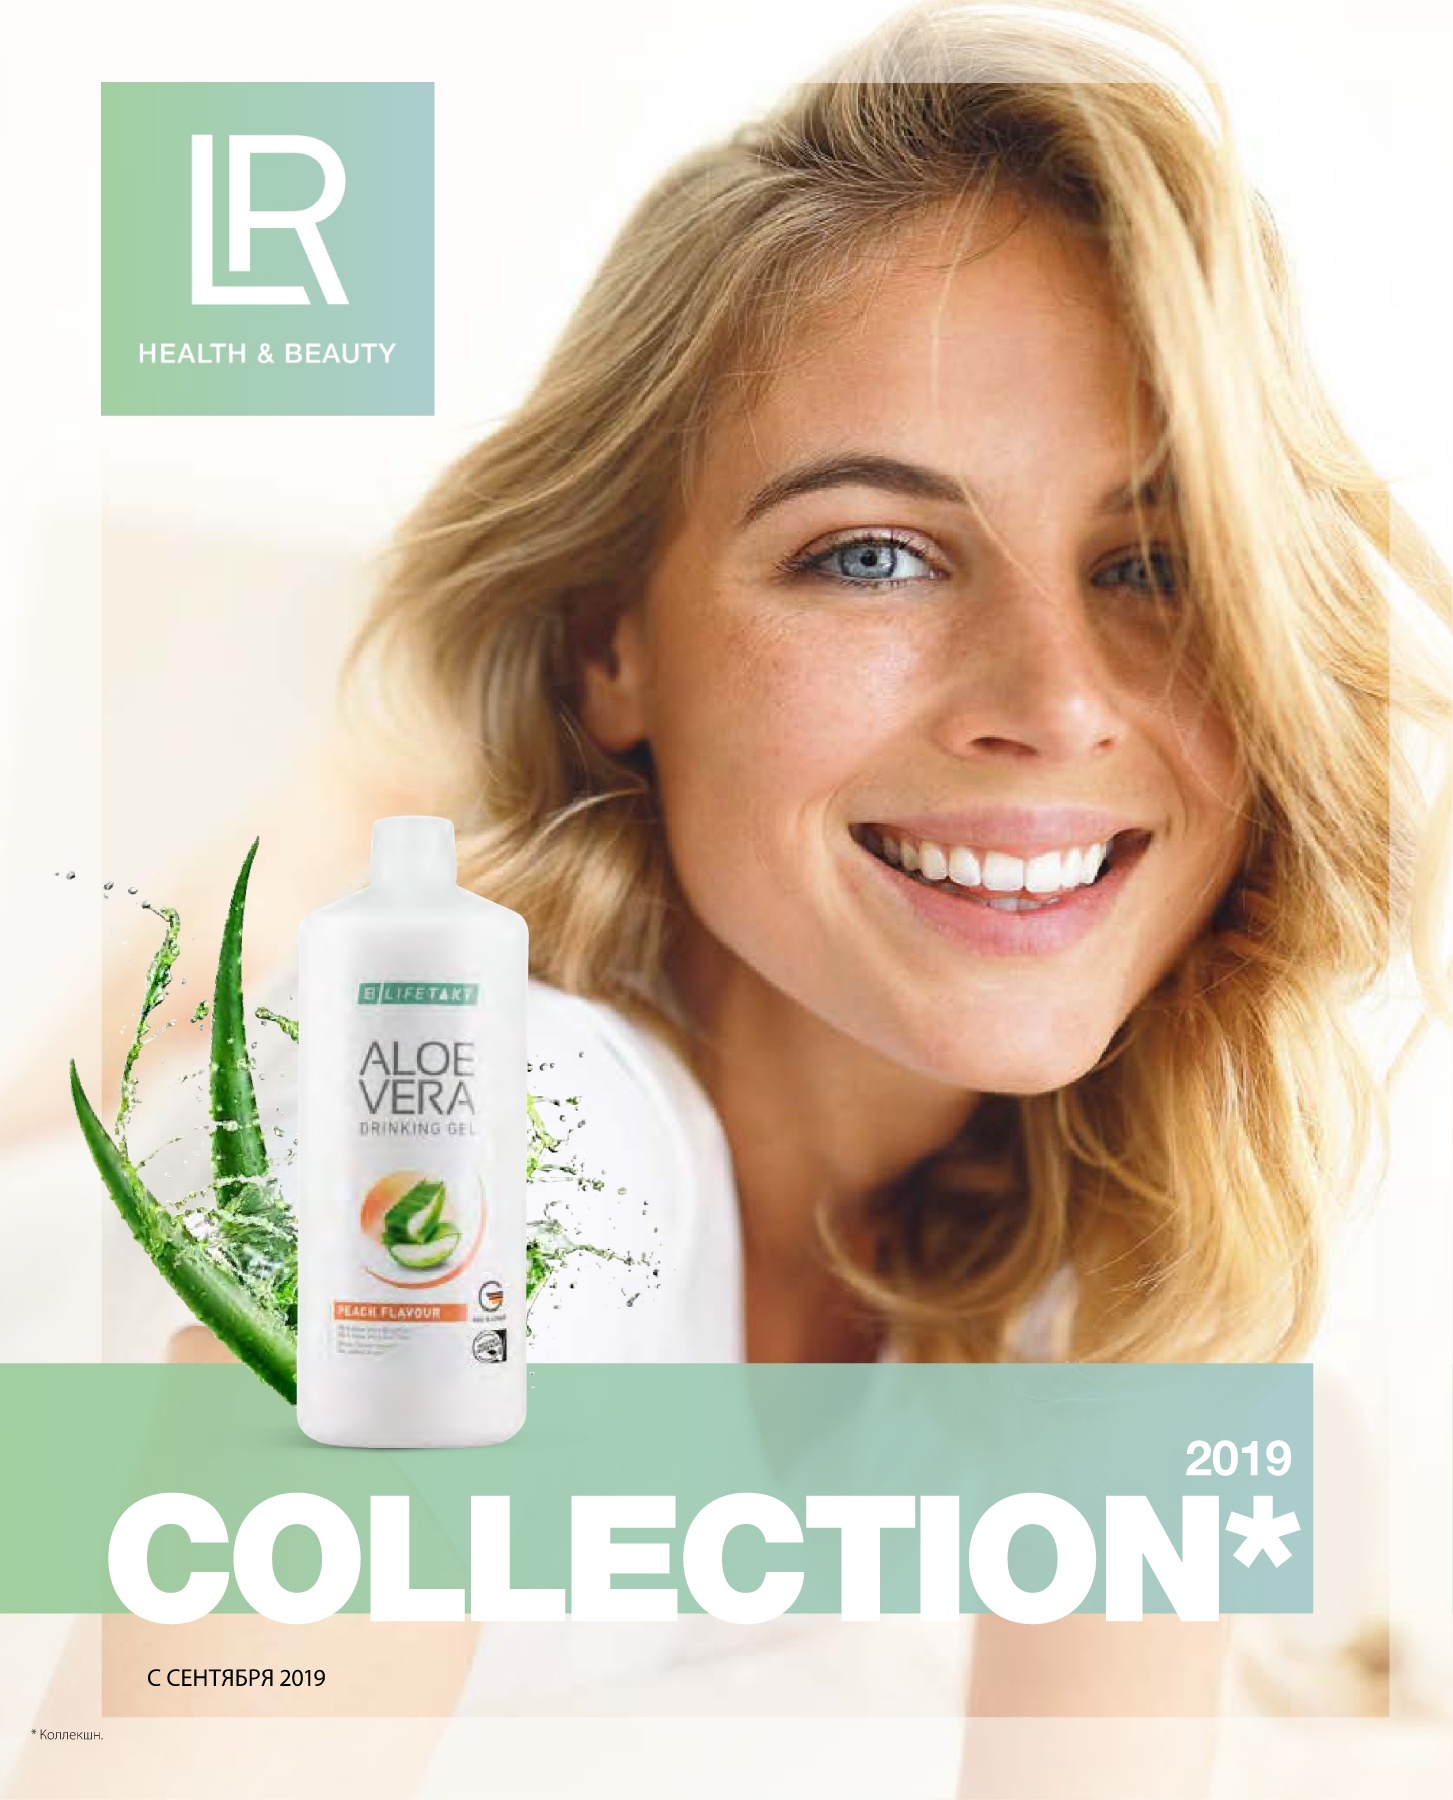 LR
HEALTH & BEAUTY
LIFETAKT
ALOE
VERA
DRINKING GEL
PEACH FLAVOUR
2019
COLLECTION*
С СЕНТЯБРЯ 2019
* Коллекшн.